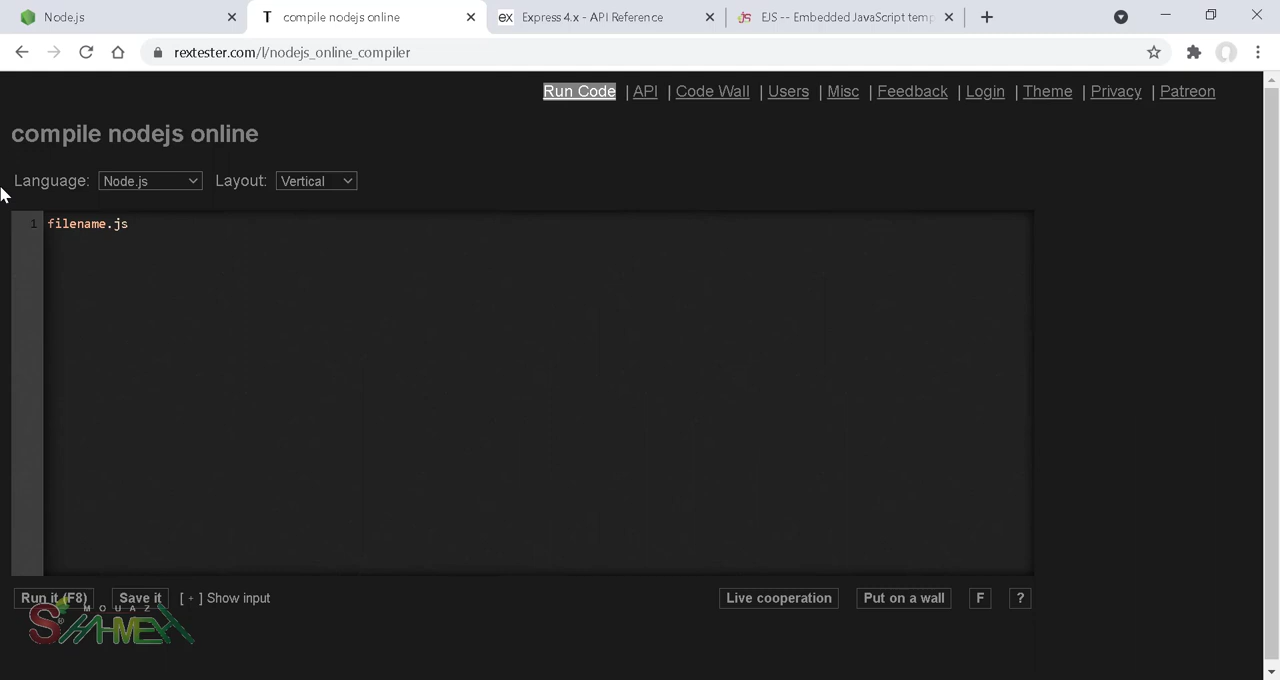 Node.js
compile nodejs online
Express 4.x - API Reference
EJS -- Embedded JavaScript temp
rextester.com/l/nodejs_online_compiler
Run Code | API | Code Wall | Users | Misc | Feedback | Login | Theme | Privacy | Patreon
compile nodejs online
Language: Node.js Layout: Vertical
1 filename.js
Run it (F8) Save it [ + ] Show input Live cooperation Put on a wall F ?
MOUAZ